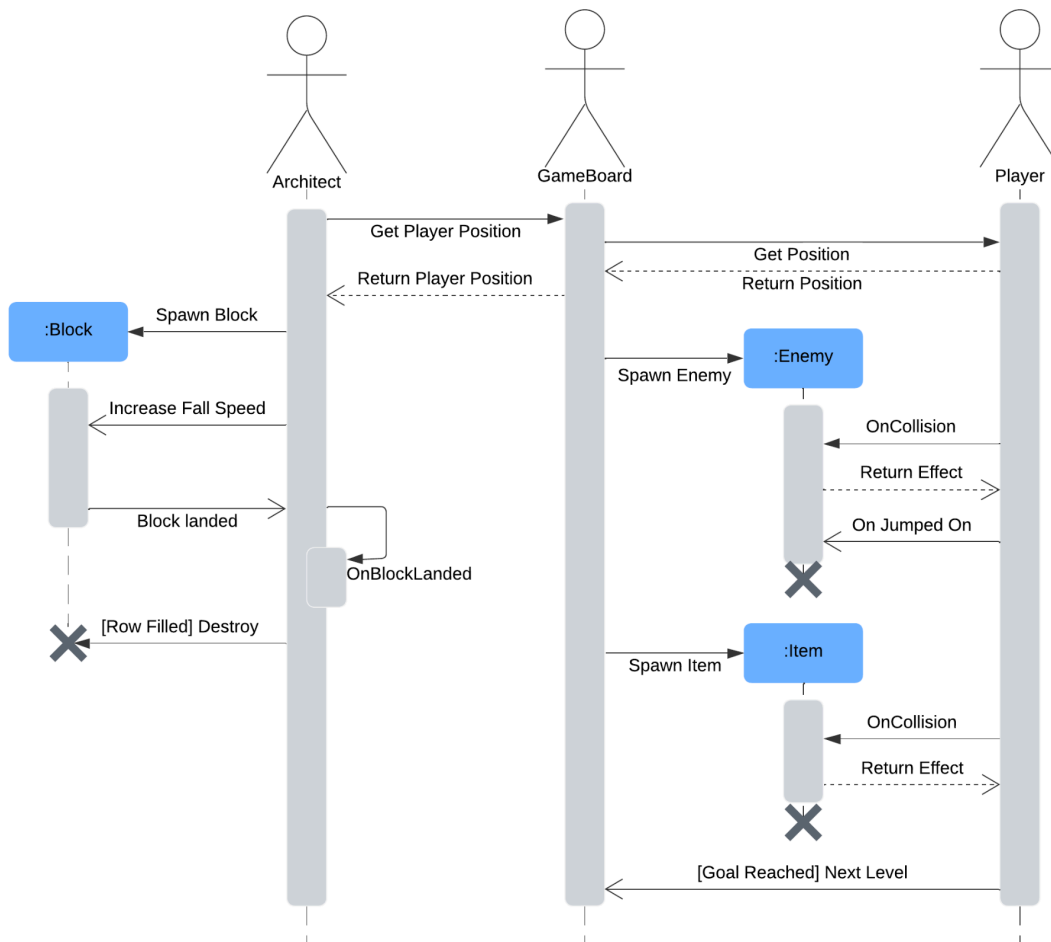 Architect
GameBoard
Player
Get Player Position
Get Position
Return Player Position
Return Position
Spawn Block
:Block
:Enemy
Spawn Enemy
Increase Fall Speed
OnCollision
Return Effect
Block landed
On Jumped On
OnBlockLanded
[Row Filled] Destroy
:Item
Spawn Item
OnCollision
Return Effect
[Goal Reached] Next Level